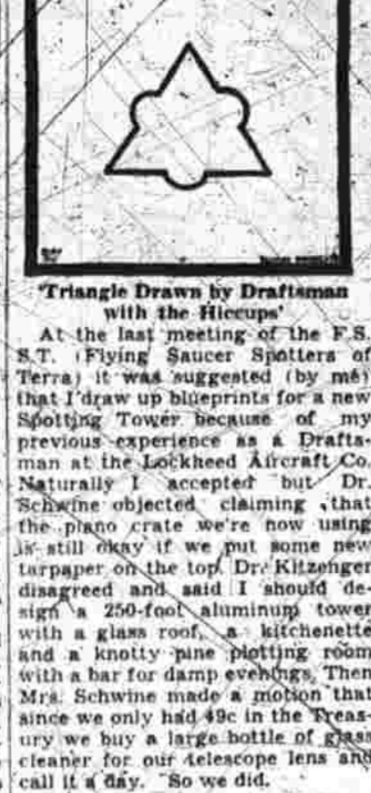 'Triangle Drawn by Draftsman
with the Hiccups'
At the last meeting of the F.S.
S.T. (Flying Saucer Spotters of
Terra) it was suggested (by me)
that I draw up blueprints for a new
Spotting Tower because of my
previous experience as a Drafts-
man at the Lockheed Aircraft Co.
Naturally I accepted but Dr.
Schwine objected claiming that
the piano crate we're now using
is still okay if we put some new
tarpaper on the top. Dr. Kitzenger
disagreed and said I should de-
sign a 250-foot aluminum tower
with a glass roof, a kitchenette
and a knotty pine plotting room
with a bar for damp evenings. Then
Mrs. Schwine made a motion that
since we only had 49c in the Treas-
ury we buy a large bottle of glass
cleaner for our telescope lens and
call it a day. So we did.